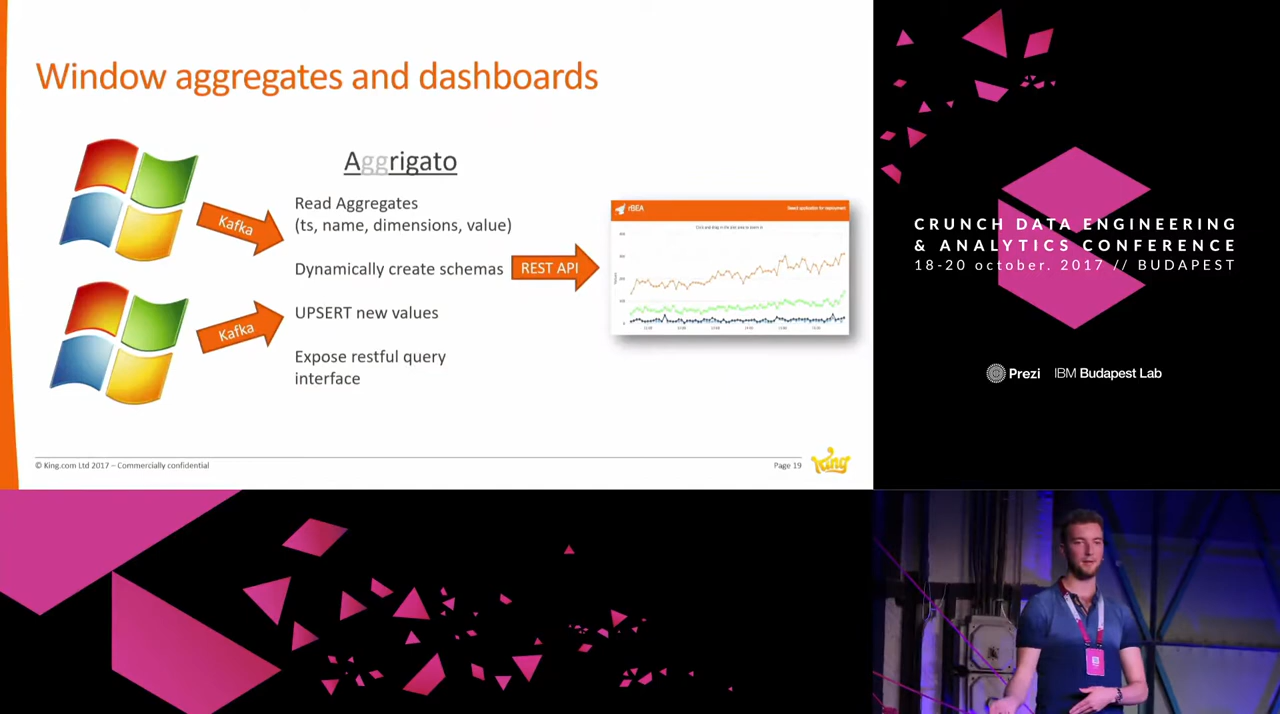 Window aggregates and dashboards
Aggrigato
Kafka
Kafka
Read Aggregates
(ts, name, dimensions, value)
Dynamically create schemas
UPSERT new values
Expose restful query
interface
REST API
rBEA
© King.com Ltd 2017 – Commercially confidential
Page 19
King
CRUNCH DATA ENGINEERING
& ANALYTICS CONFERENCE
18-20 october. 2017 // BUDAPEST
Prezi IBM Budapest Lab